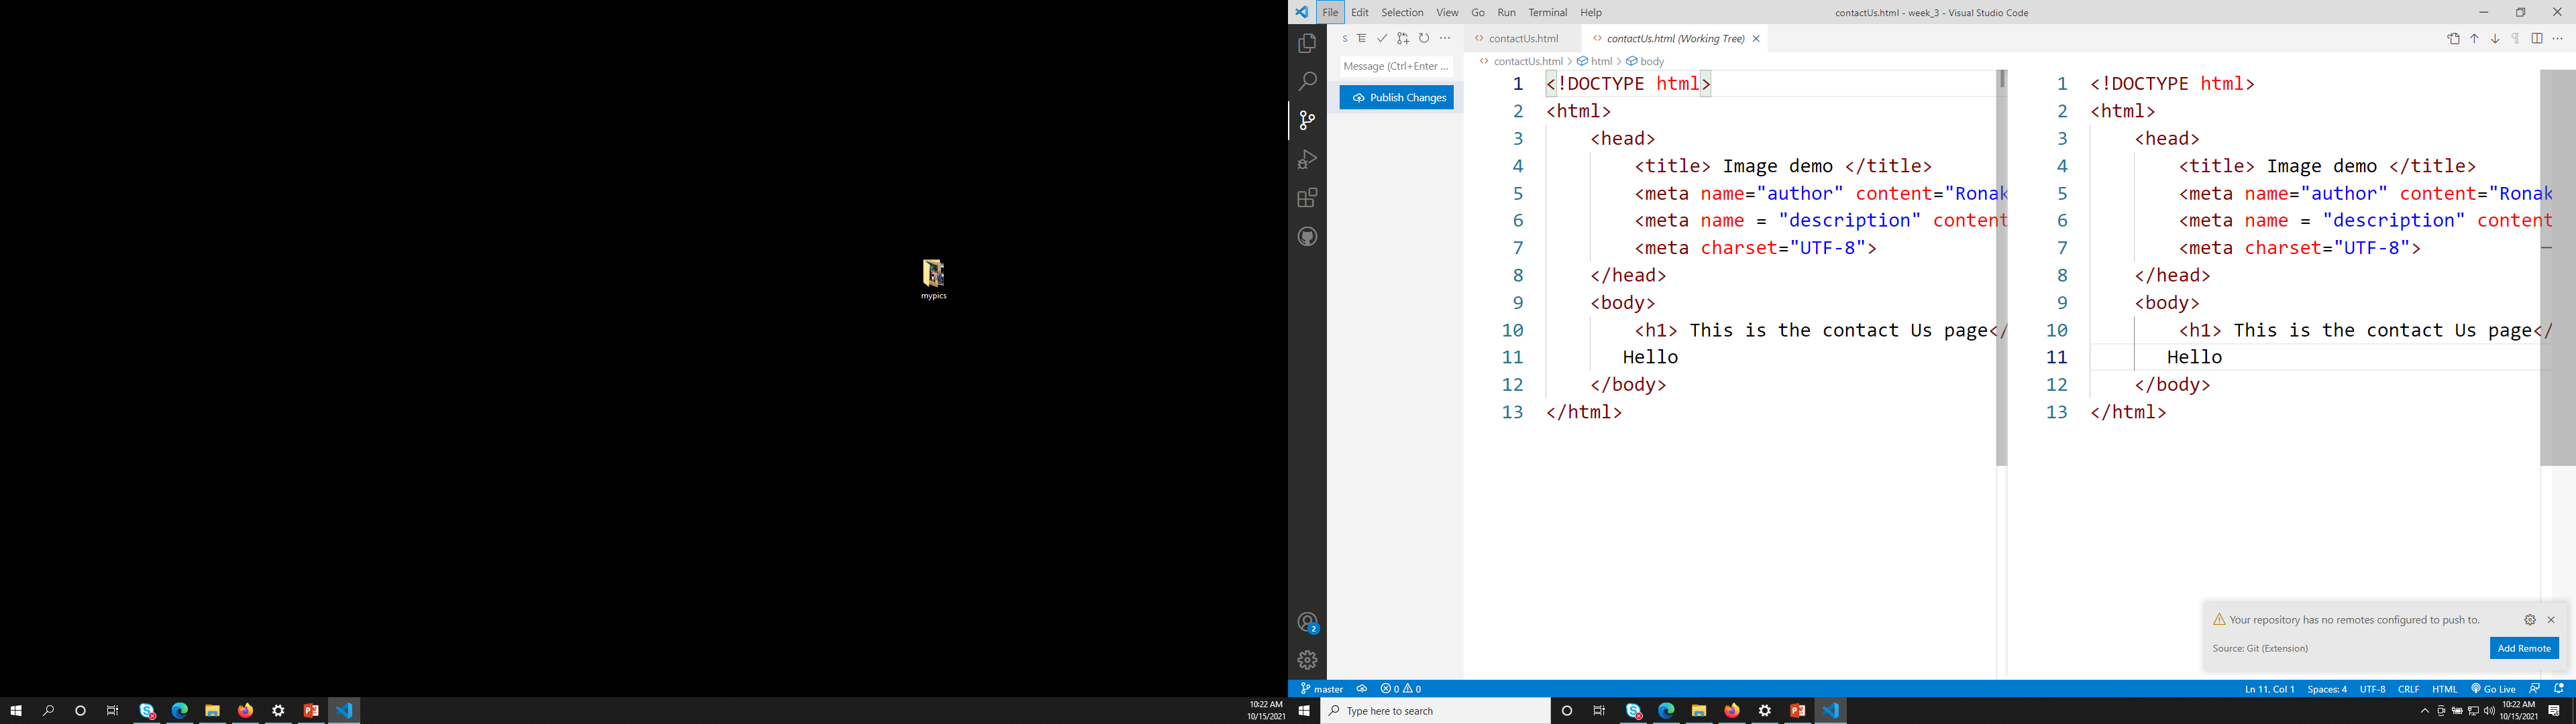 mypics
10:22 AM
10/15/2021
File Edit Selection View Go Run Terminal Help
contactUs.html - week_3 - Visual Studio Code
S
contactUs.html
contactUs.html (Working Tree)
contactUs.html > html > body
Message (Ctrl+Enter ...
Publish Changes
1 <!DOCTYPE html>
2 <html>
3 <head>
4 <title> Image demo </title>
5 <meta name="author" content="Ronak
6 <meta name = "description" content
7 <meta charset="UTF-8">
8 </head>
9 <body>
10 <h1> This is the contact Us page</
11 Hello
12 </body>
13 </html>
1 <!DOCTYPE html>
2 <html>
3 <head>
4 <title> Image demo </title>
5 <meta name="author" content="Ronak
6 <meta name = "description" content
7 <meta charset="UTF-8">
8 </head>
9 <body>
10 <h1> This is the contact Us page</
11 Hello
12 </body>
13 </html>
Your repository has no remotes configured to push to.
Source: Git (Extension)
Add Remote
2
master
0 0
Ln 11, Col 1 Spaces: 4 UTF-8 CRLF HTML Go Live
Type here to search
10:22 AM
10/15/2021